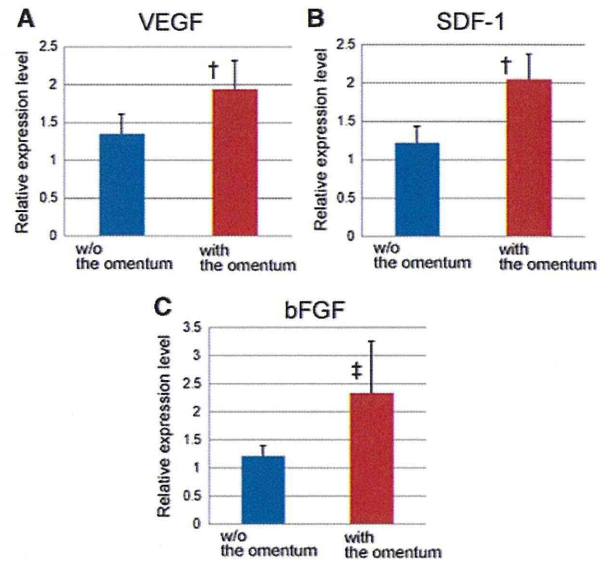 A
VEGF
Relative expression level
2.5
2
1.5
1
0.5
0
†
w/o
the omentum
with
the omentum
B
SDF-1
Relative expression level
2.5
2
1.5
1
0.5
0
†
w/o
the omentum
with
the omentum
C
bFGF
Relative expression level
3.5
3
2.5
2
1.5
1
0.5
0
‡
w/o
the omentum
with
the omentum